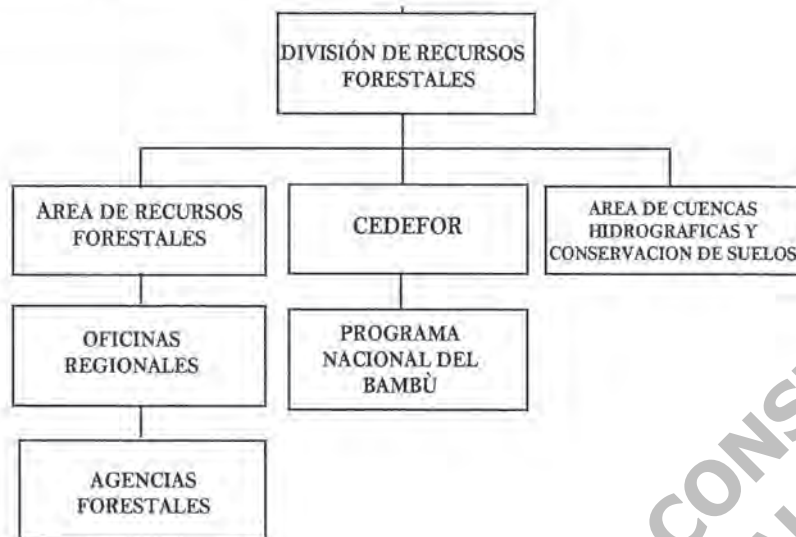 DIVISIÓN DE RECURSOS
FORESTALES
AREA DE RECURSOS
FORESTALES
CEDEFOR
AREA DE CUENCAS
HIDROGRAFICAS Y
CONSERVACION DE SUELOS
OFICINAS
REGIONALES
PROGRAMA
NACIONAL DEL
BAMBÙ
AGENCIAS
FORESTALES